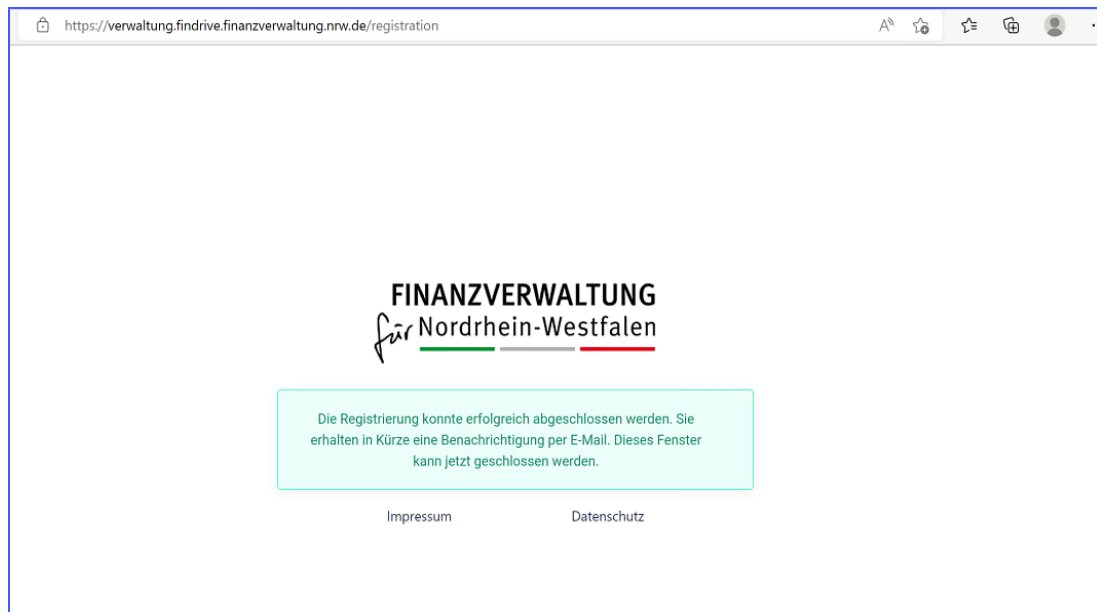 https://verwaltung.findrive.finanzverwaltung.nrw.de/registration
FINANZVERWALTUNG
für Nordrhein-Westfalen
Die Registrierung konnte erfolgreich abgeschlossen werden. Sie
erhalten in Kürze eine Benachrichtigung per E-Mail. Dieses Fenster
kann jetzt geschlossen werden.
Impressum Datenschutz